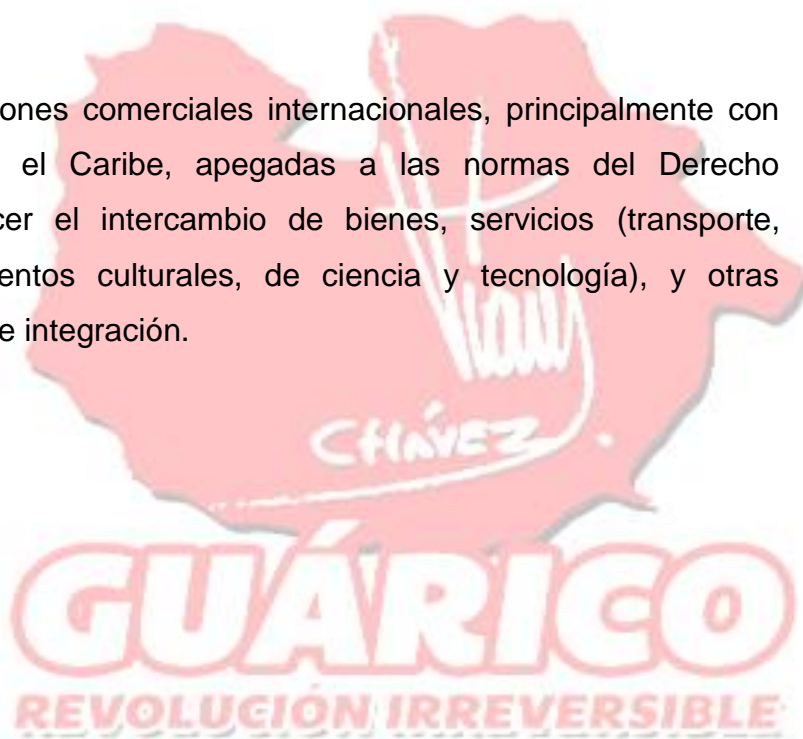 ones comerciales internacionales, principalmente con
el Caribe, apegadas a las normas del Derecho
cer el intercambio de bienes, servicios (transporte,
entos culturales, de ciencia y tecnología), y otras
e integración.
CHÁVEZ
GUÁRICO
REVOLUCIÓN IRREVERSIBLE